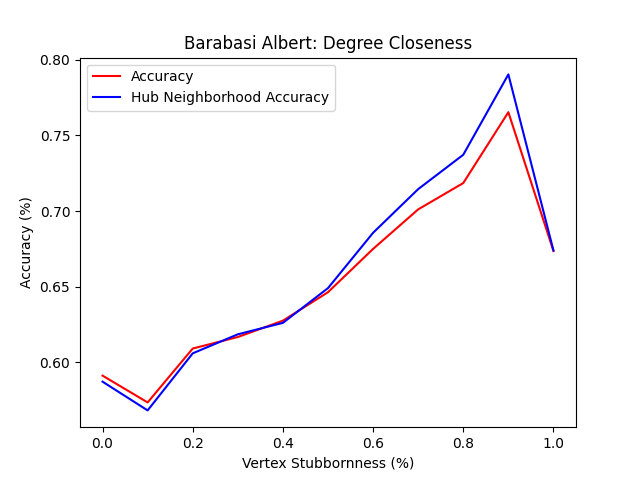 Barabasi Albert: Degree Closeness
Accuracy
Hub Neighborhood Accuracy
Accuracy (%)
0.80
0.75
0.70
0.65
0.60
0.0 0.2 0.4 0.6 0.8 1.0
Vertex Stubbornness (%)